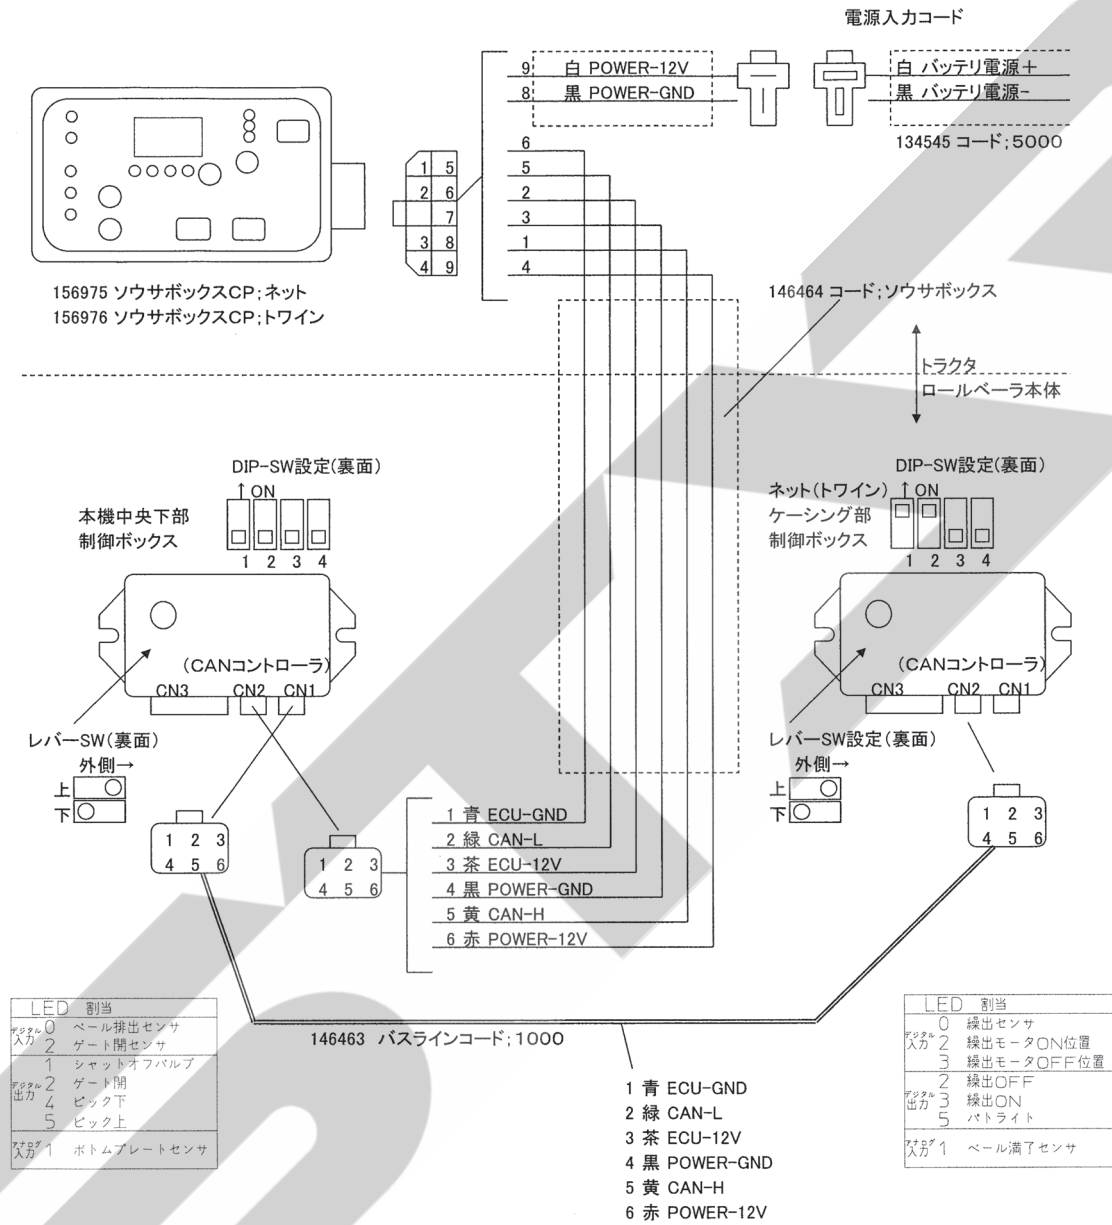 電源入力コード
9 白 POWER-12V
8 黒 POWER-GND
白 バッテリ電源＋
黒 バッテリ電源-
134545 コード;5000
6
5
2
3
1
4
1 5
2 6
7
3 8
4 9
156975 ソウサボックスCP;ネット
156976 ソウサボックスCP;トワイン
146464 コード;ソウサボックス
トラクタ
ロールベーラ本体
DIP-SW設定(裏面)
↑ ON
本機中央下部
制御ボックス
1 2 3 4
DIP-SW設定(裏面)
ネット(トワイン)
↑ ON
ケーシング部
制御ボックス
1 2 3 4
(CANコントローラ)
CN3 CN2 CN1
レバーSW(裏面)
外側→
上
下
(CANコントローラ)
CN3 CN2 CN1
レバーSW設定(裏面)
外側→
上
下
1 2 3
4 5 6
1 2 3
4 5 6
1 青 ECU-GND
2 緑 CAN-L
3 茶 ECU-12V
4 黒 POWER-GND
5 黄 CAN-H
6 赤 POWER-12V
1 2 3
4 5 6
146463 バスラインコード;1000
1 青 ECU-GND
2 緑 CAN-L
3 茶 ECU-12V
4 黒 POWER-GND
5 黄 CAN-H
6 赤 POWER-12V
LED 割当
デジタル入力
0 ベール排出センサ
2 ゲート開センサ
デジタル出力
1 シャットオフバルブ
2 ゲート開
4 ピック下
5 ピック上
アナログ入力
1 ボトムプレートセンサ
LED 割当
デジタル入力
0 繰出センサ
2 繰出モータON位置
3 繰出モータOFF位置
デジタル出力
2 繰出OFF
3 繰出ON
5 パトライト
アナログ入力
1 ベール満了センサ